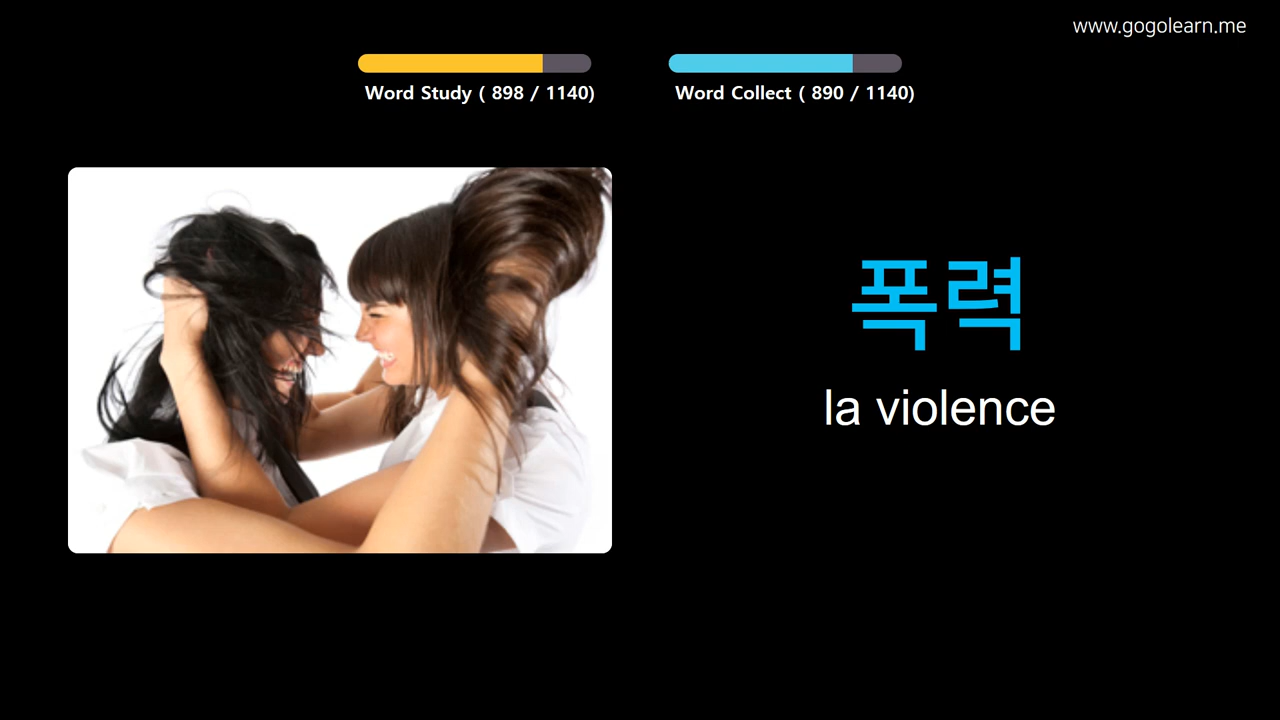 www.gogolearn.me
Word Study ( 898 / 1140)
Word Collect ( 890 / 1140)
폭력
la violence